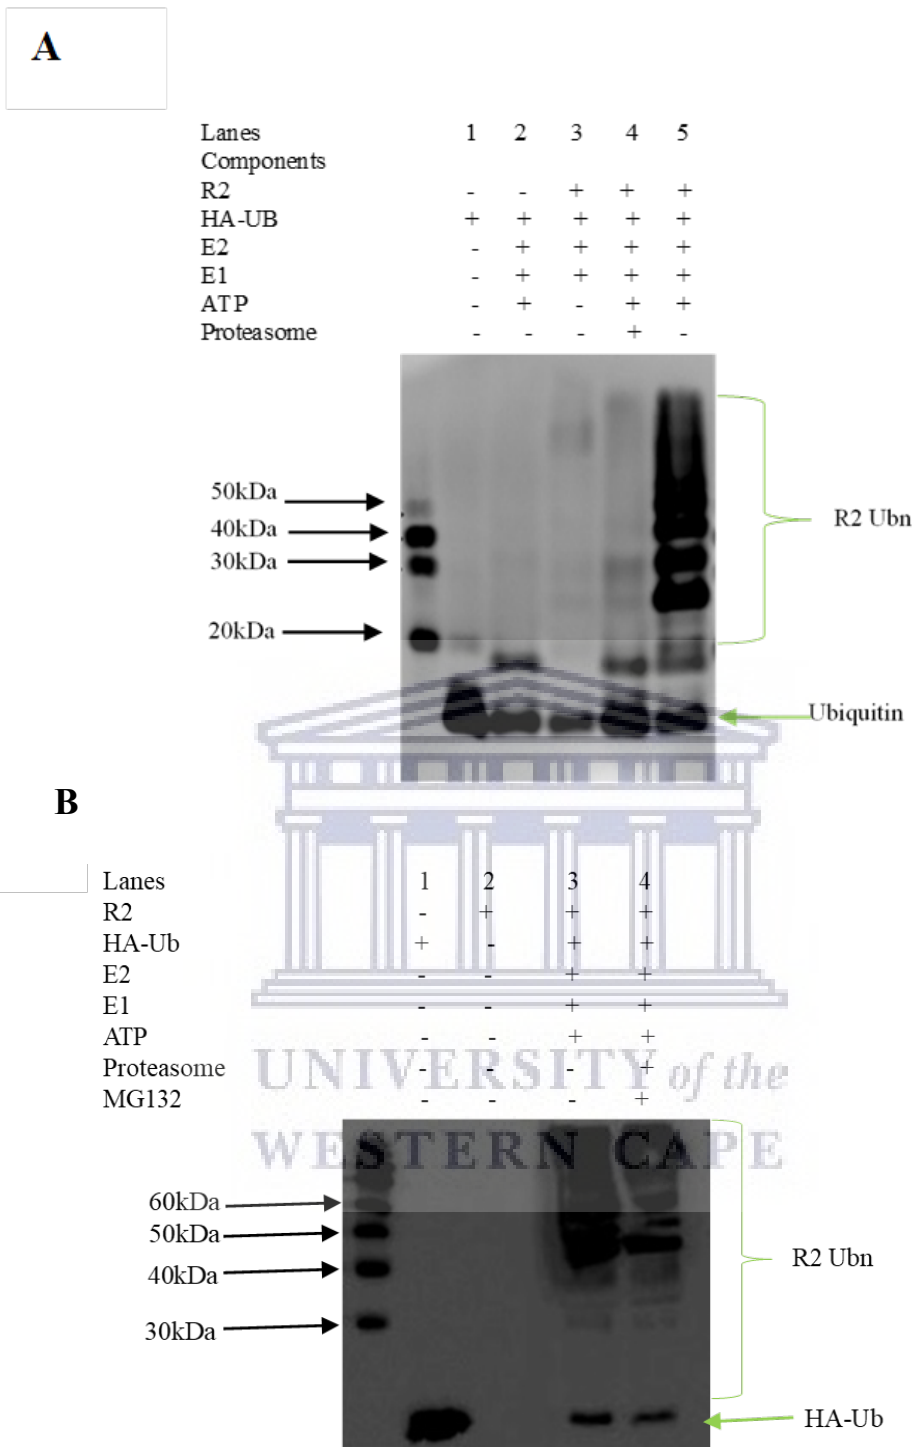 A
Lanes 1 2 3 4 5
Components
R2 - - + + +
HA-UB + + + + +
E2 - + + + +
E1 - + + + +
ATP - + - + +
Proteasome - - - + -
50kDa
40kDa
30kDa
20kDa
R2 Ubn
Ubiquitin
B
Lanes 1 2 3 4
R2 - + + +
HA-Ub + - + +
E2 - - + +
E1 - - + +
ATP - - + +
Proteasome - - - +
MG132 - - - +
UNIVERSITY of the
WESTERN CAPE
60kDa
50kDa
40kDa
30kDa
R2 Ubn
HA-Ub